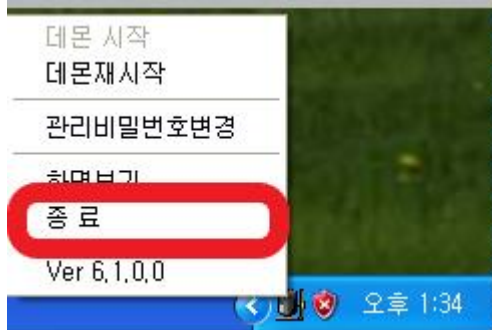 데몬 시작
데몬재시작
관리비밀번호변경
화면보기
종 료
Ver 6,1,0,0
오후 1:34